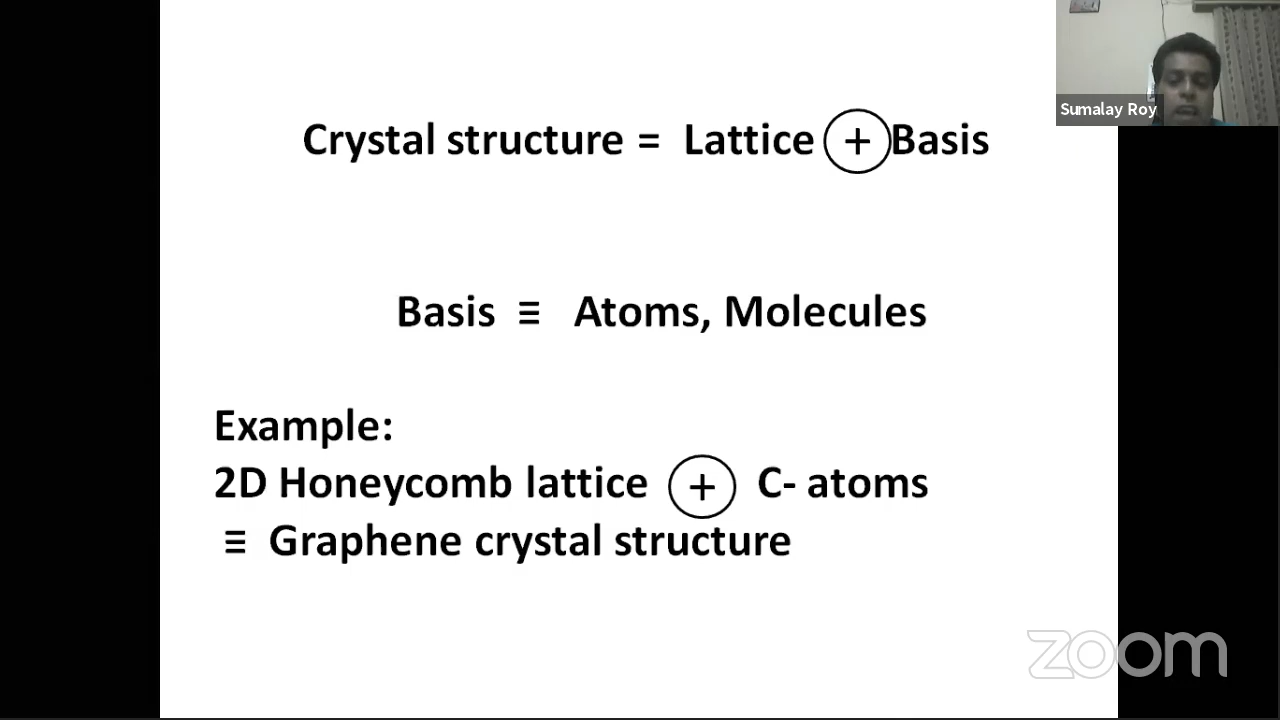 Sumalay Roy
Crystal structure = Lattice ⊕ Basis
Basis ≡ Atoms, Molecules
Example:
2D Honeycomb lattice ⊕ C- atoms
≡ Graphene crystal structure
zoom